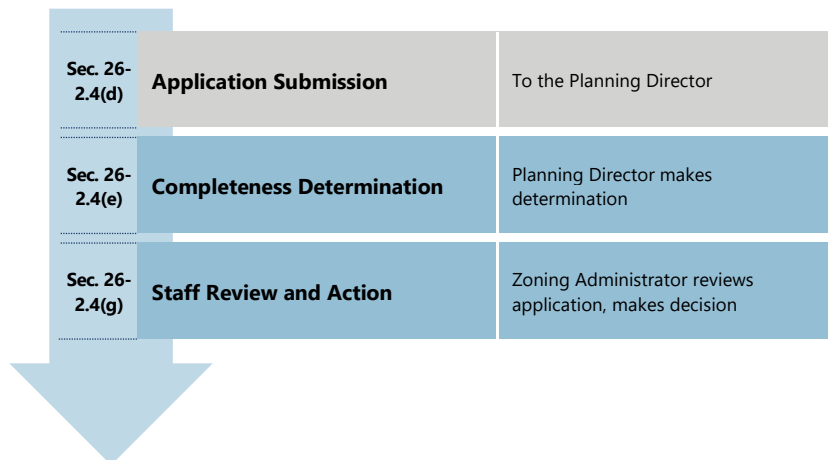 Sec. 26-
2.4(d)
Application Submission
To the Planning Director
Sec. 26-
2.4(e)
Completeness Determination
Planning Director makes
determination
Sec. 26-
2.4(g)
Staff Review and Action
Zoning Administrator reviews
application, makes decision